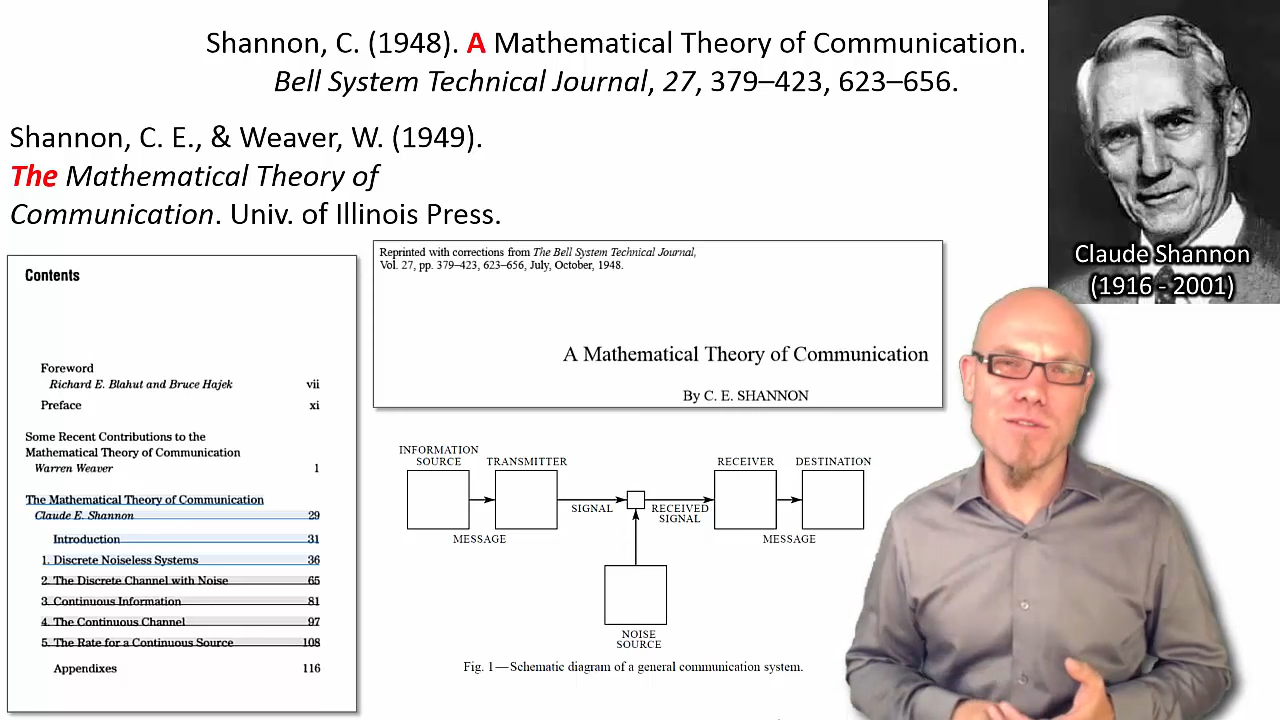 Shannon, C. (1948). A Mathematical Theory of Communication.
Bell System Technical Journal, 27, 379–423, 623–656.
Shannon, C. E., & Weaver, W. (1949).
The Mathematical Theory of
Communication. Univ. of Illinois Press.
Claude Shannon
(1916 - 2001)
Contents
Foreword
Richard E. Blahut and Bruce Hajek vii
Preface xi
Some Recent Contributions to the
Mathematical Theory of Communication
Warren Weaver 1
The Mathematical Theory of Communication
Claude E. Shannon 29
Introduction 31
1. Discrete Noiseless Systems 36
2. The Discrete Channel with Noise 65
3. Continuous Information 81
4. The Continuous Channel 97
5. The Rate for a Continuous Source 108
Appendixes 116
Reprinted with corrections from The Bell System Technical Journal,
Vol. 27, pp. 379–423, 623–656, July, October, 1948.
A Mathematical Theory of Communication
By C. E. SHANNON
INFORMATION
SOURCE
TRANSMITTER
RECEIVER
DESTINATION
SIGNAL
RECEIVED
SIGNAL
MESSAGE
MESSAGE
NOISE
SOURCE
Fig. 1—Schematic diagram of a general communication system.